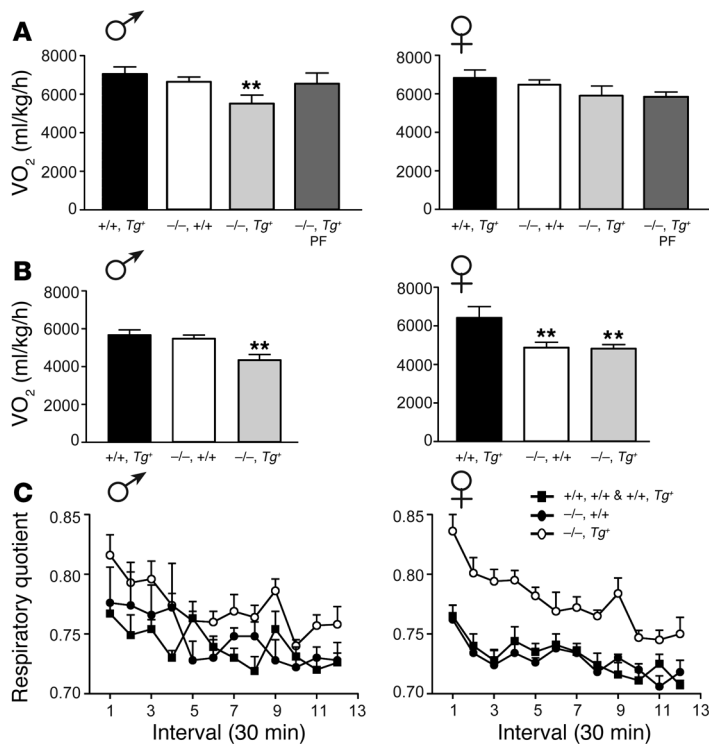 A
♂
♀
VO2 (ml/kg/h)
8000
6000
4000
2000
0
**
+/+, Tg+
–/–, +/+
–/–, Tg+
–/–, Tg+
PF
8000
6000
4000
2000
0
+/+, Tg+
–/–, +/+
–/–, Tg+
–/–, Tg+
PF
B
♂
♀
VO2 (ml/kg/h)
8000
6000
4000
2000
0
**
+/+, Tg+
–/–, +/+
–/–, Tg+
8000
6000
4000
2000
0
**
**
+/+, Tg+
–/–, +/+
–/–, Tg+
C
♂
♀
+/+, +/+ & +/+, Tg+
–/–, +/+
–/–, Tg+
Respiratory quotient
0.85
0.80
0.75
0.70
1 3 5 7 9 11 13
Interval (30 min)
0.85
0.80
0.75
0.70
1 3 5 7 9 11 13
Interval (30 min)